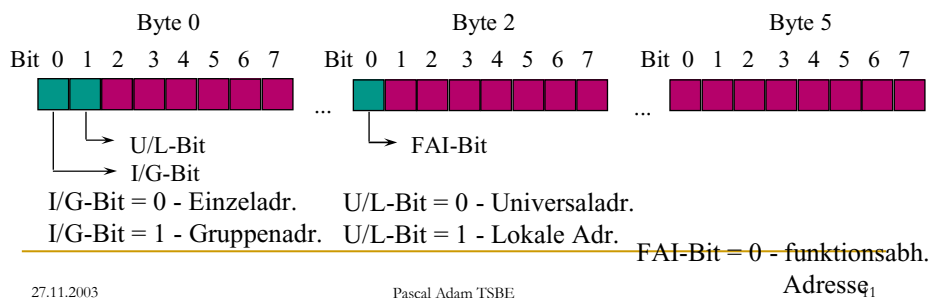 Byte 0 Byte 2 Byte 5
Bit 0 1 2 3 4 5 6 7 Bit 0 1 2 3 4 5 6 7 Bit 0 1 2 3 4 5 6 7
... ...
U/L-Bit FAI-Bit
I/G-Bit
I/G-Bit = 0 - Einzeladr. U/L-Bit = 0 - Universaladr.
I/G-Bit = 1 - Gruppenadr. U/L-Bit = 1 - Lokale Adr.
FAI-Bit = 0 - funktionsabh.
Adresse
27.11.2003 Pascal Adam TSBE 11